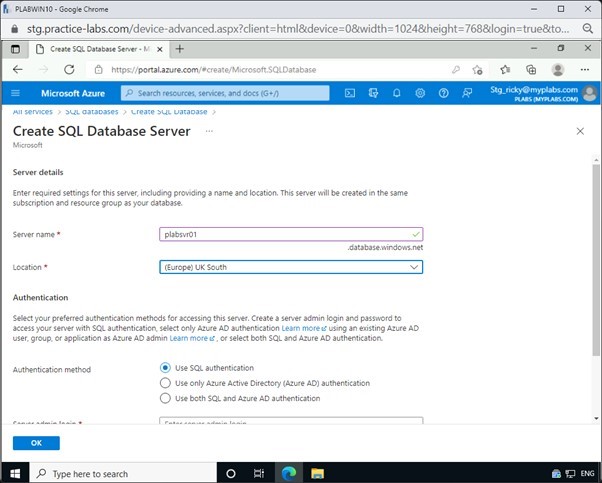 PLABWIN10 - Google Chrome
stg.practice-labs.com/device-advanced.aspx?client=html&device=0&width=1024&height=768&login=true&to...
Create SQL Database Server - M
https://portal.azure.com/#create/Microsoft.SQLDatabase
Microsoft Azure
Search resources, services, and docs (G+/)
Stg_ricky@myplabs.com
PLABS (MYPLABS.COM)
All services > SQL databases > Create SQL Database >
Create SQL Database Server ...
Microsoft
Server details
Enter required settings for this server, including providing a name and location. This server will be created in the same
subscription and resource group as your database.
Server name * plabsvr01
.database.windows.net
Location * (Europe) UK South
Authentication
Select your preferred authentication methods for accessing this server. Create a server admin login and password to
access your server with SQL authentication, select only Azure AD authentication Learn more using an existing Azure AD
user, group, or application as Azure AD admin Learn more , or select both SQL and Azure AD authentication.
Authentication method Use SQL authentication
Use only Azure Active Directory (Azure AD) authentication
Use both SQL and Azure AD authentication
Server admin login * Enter server admin login
OK
Type here to search
ENG